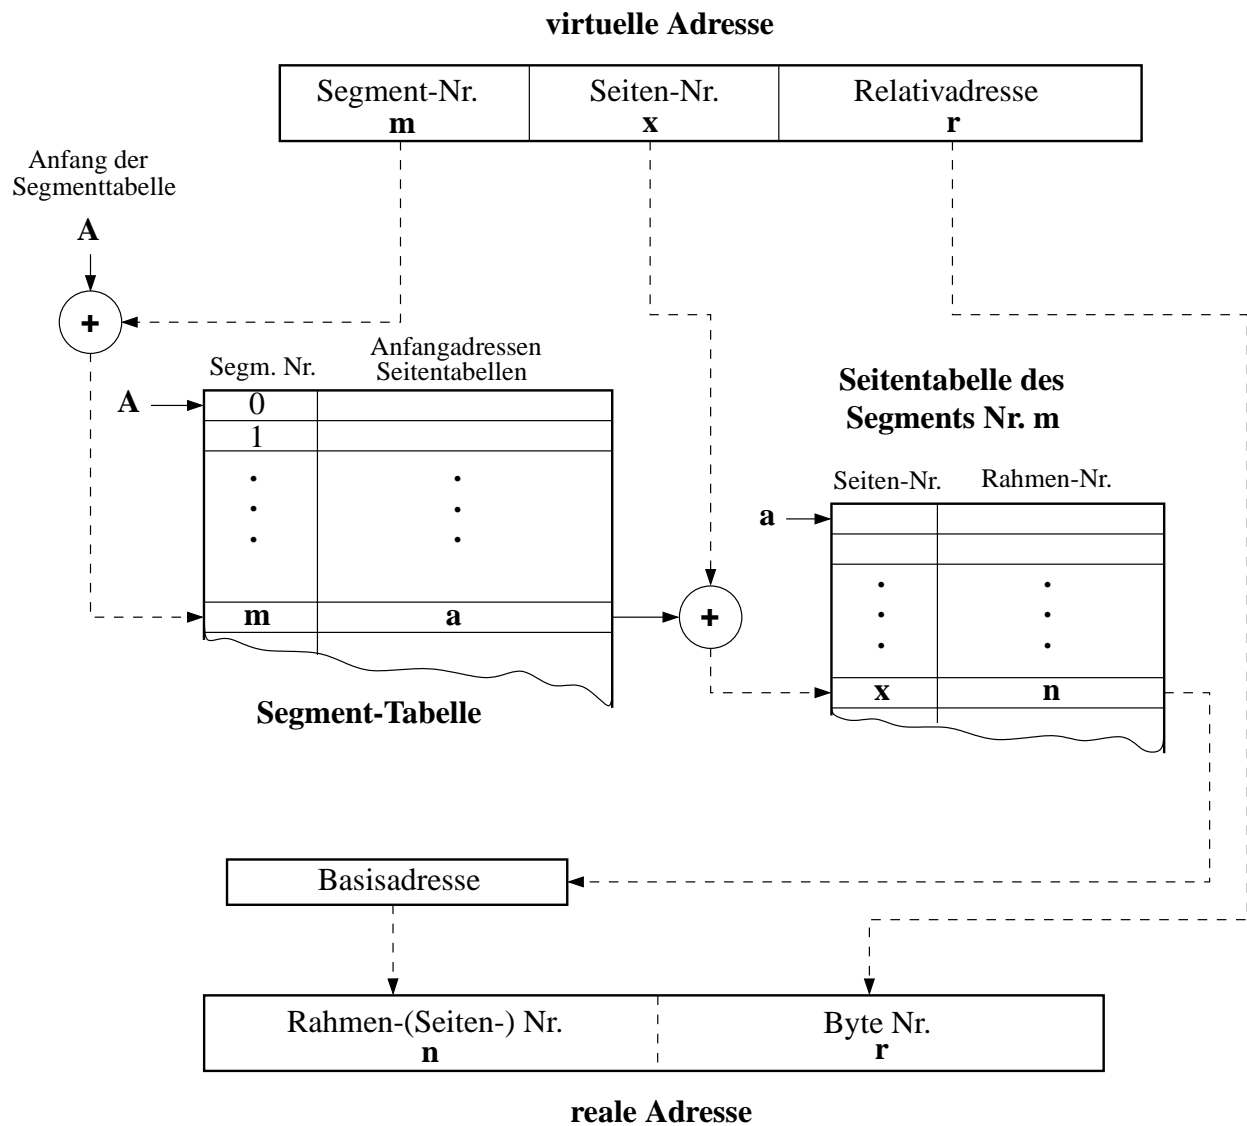 virtuelle Adresse
Segment-Nr.
m
Seiten-Nr.
x
Relativadresse
r
Anfang der
Segmenttabelle
A
+
Segm. Nr.
Anfangadressen
Seitentabellen
A
0
1
m
a
Segment-Tabelle
+
Seitentabelle des
Segments Nr. m
Seiten-Nr.
Rahmen-Nr.
a
x
n
Basisadresse
Rahmen-(Seiten-) Nr.
n
Byte Nr.
r
reale Adresse